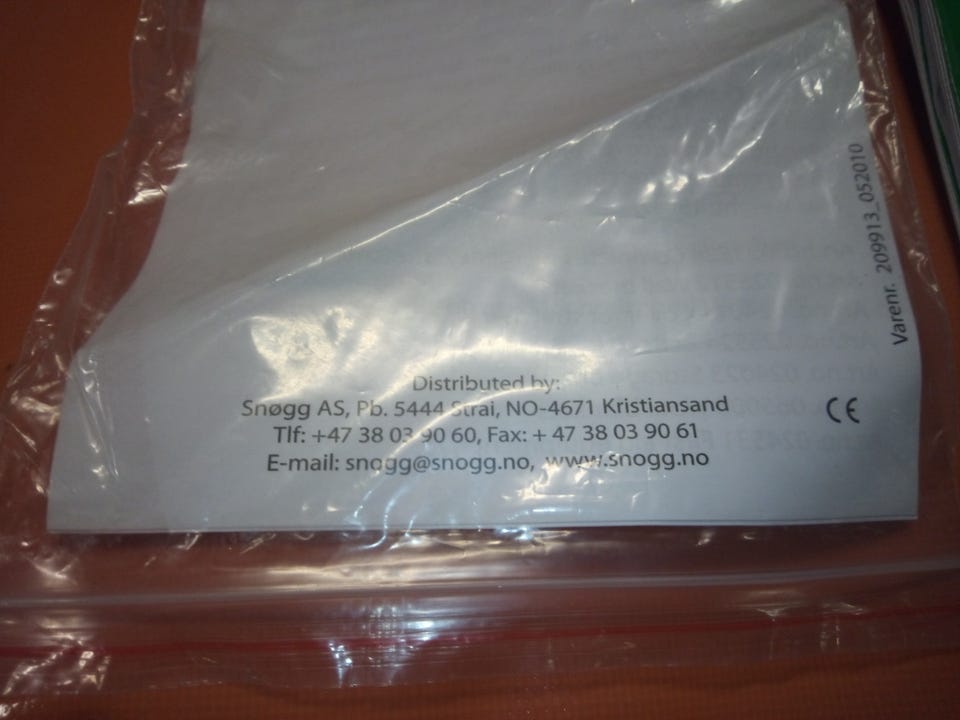 Distributed by:
Snøgg AS, Pb. 5444 Strai, NO-4671 Kristiansand
Tlf: +47 38 03 90 60, Fax: + 47 38 03 90 61
E-mail: snogg@snogg.no, www.snogg.no
CE
Varenr. 209913_052010